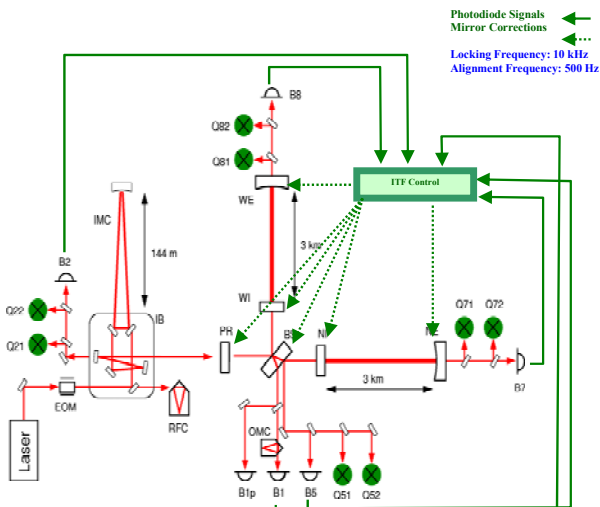 Photodiode Signals
Mirror Corrections
Locking Frequency: 10 kHz
Alignment Frequency: 500 Hz
B8
Q82
Q81
ITF Control
WE
IMC
144 m
3 km
B2
WI
Q22
IB
Q71
Q72
PR
NI
Q21
3 km
B7
EOM
RFC
OMC
Laser
B1p
B1
B5
Q51
Q52